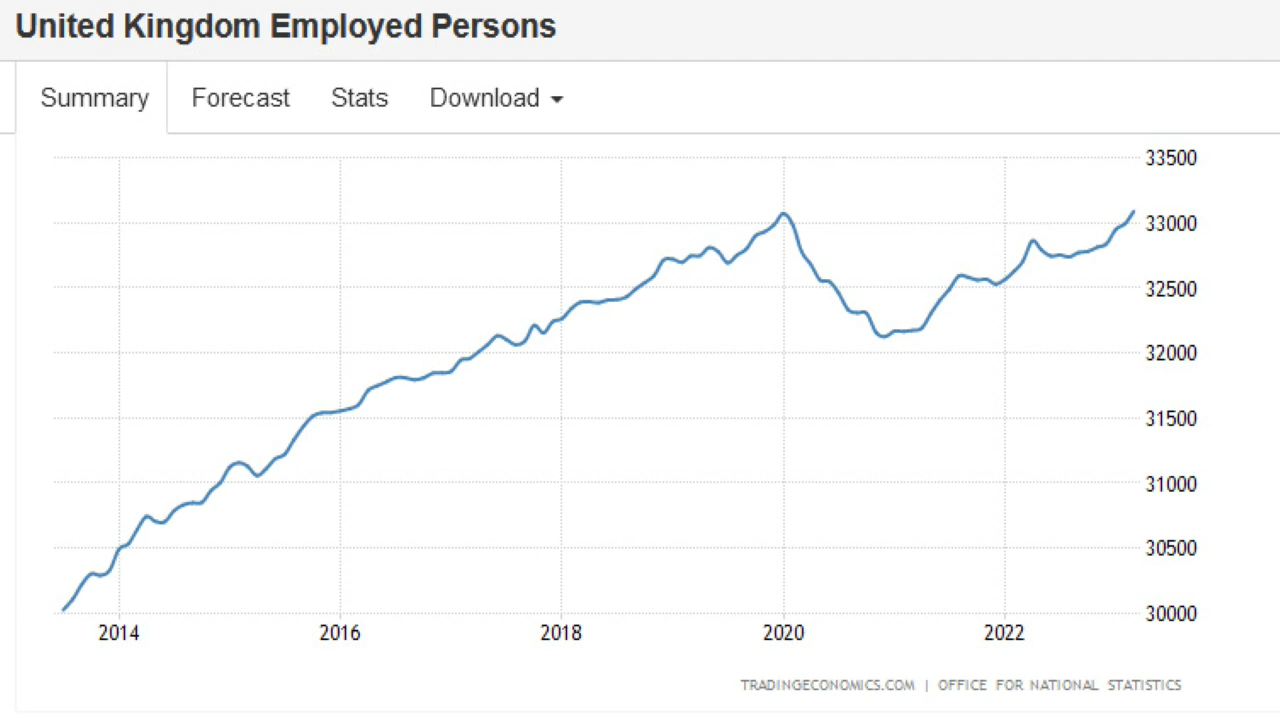 United Kingdom Employed Persons
Summary Forecast Stats Download
33500
33000
32500
32000
31500
31000
30500
30000
2014 2016 2018 2020 2022
TRADINGECONOMICS.COM | OFFICE FOR NATIONAL STATISTICS